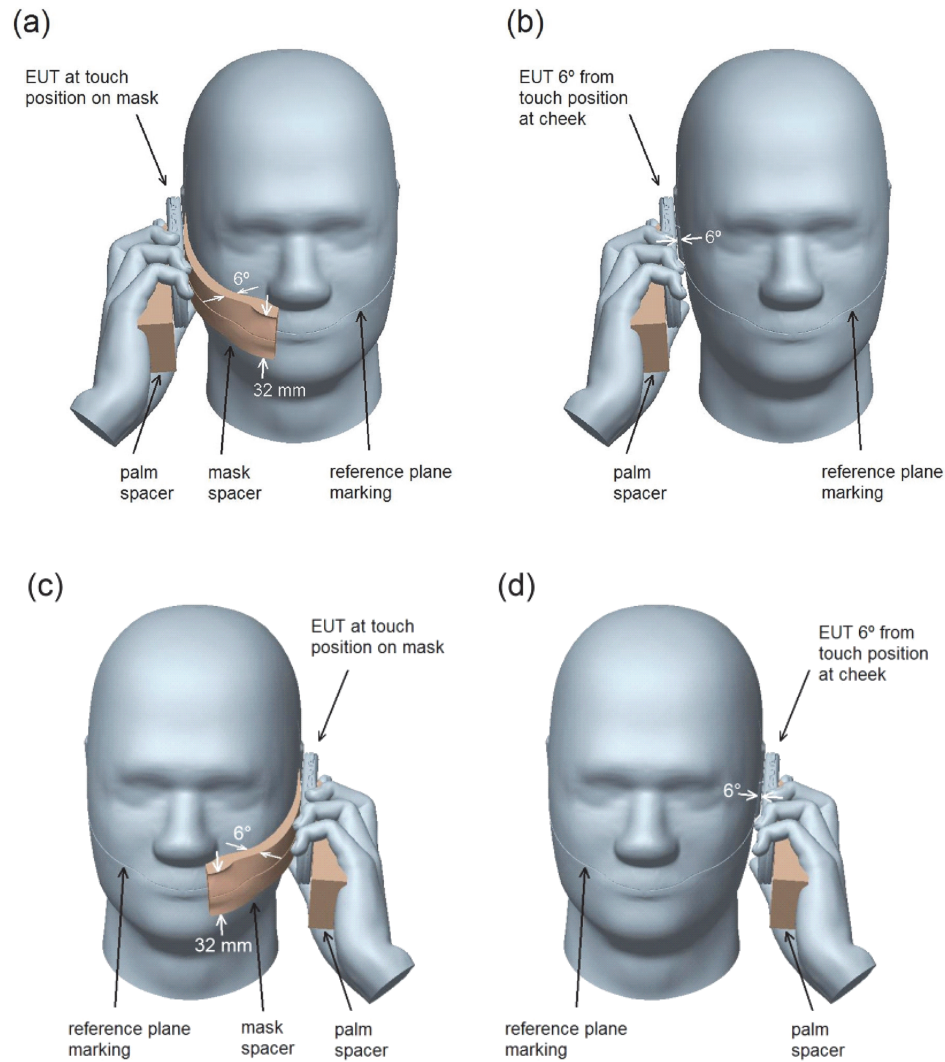 (a)
EUT at touch
position on mask
6º
32 mm
palm
spacer
mask
spacer
reference plane
marking
(b)
EUT 6º from
touch position
at cheek
6º
palm
spacer
reference plane
marking
(c)
EUT at touch
position on mask
6º
32 mm
reference plane
marking
mask
spacer
palm
spacer
(d)
EUT 6º from
touch position
at cheek
6º
reference plane
marking
palm
spacer